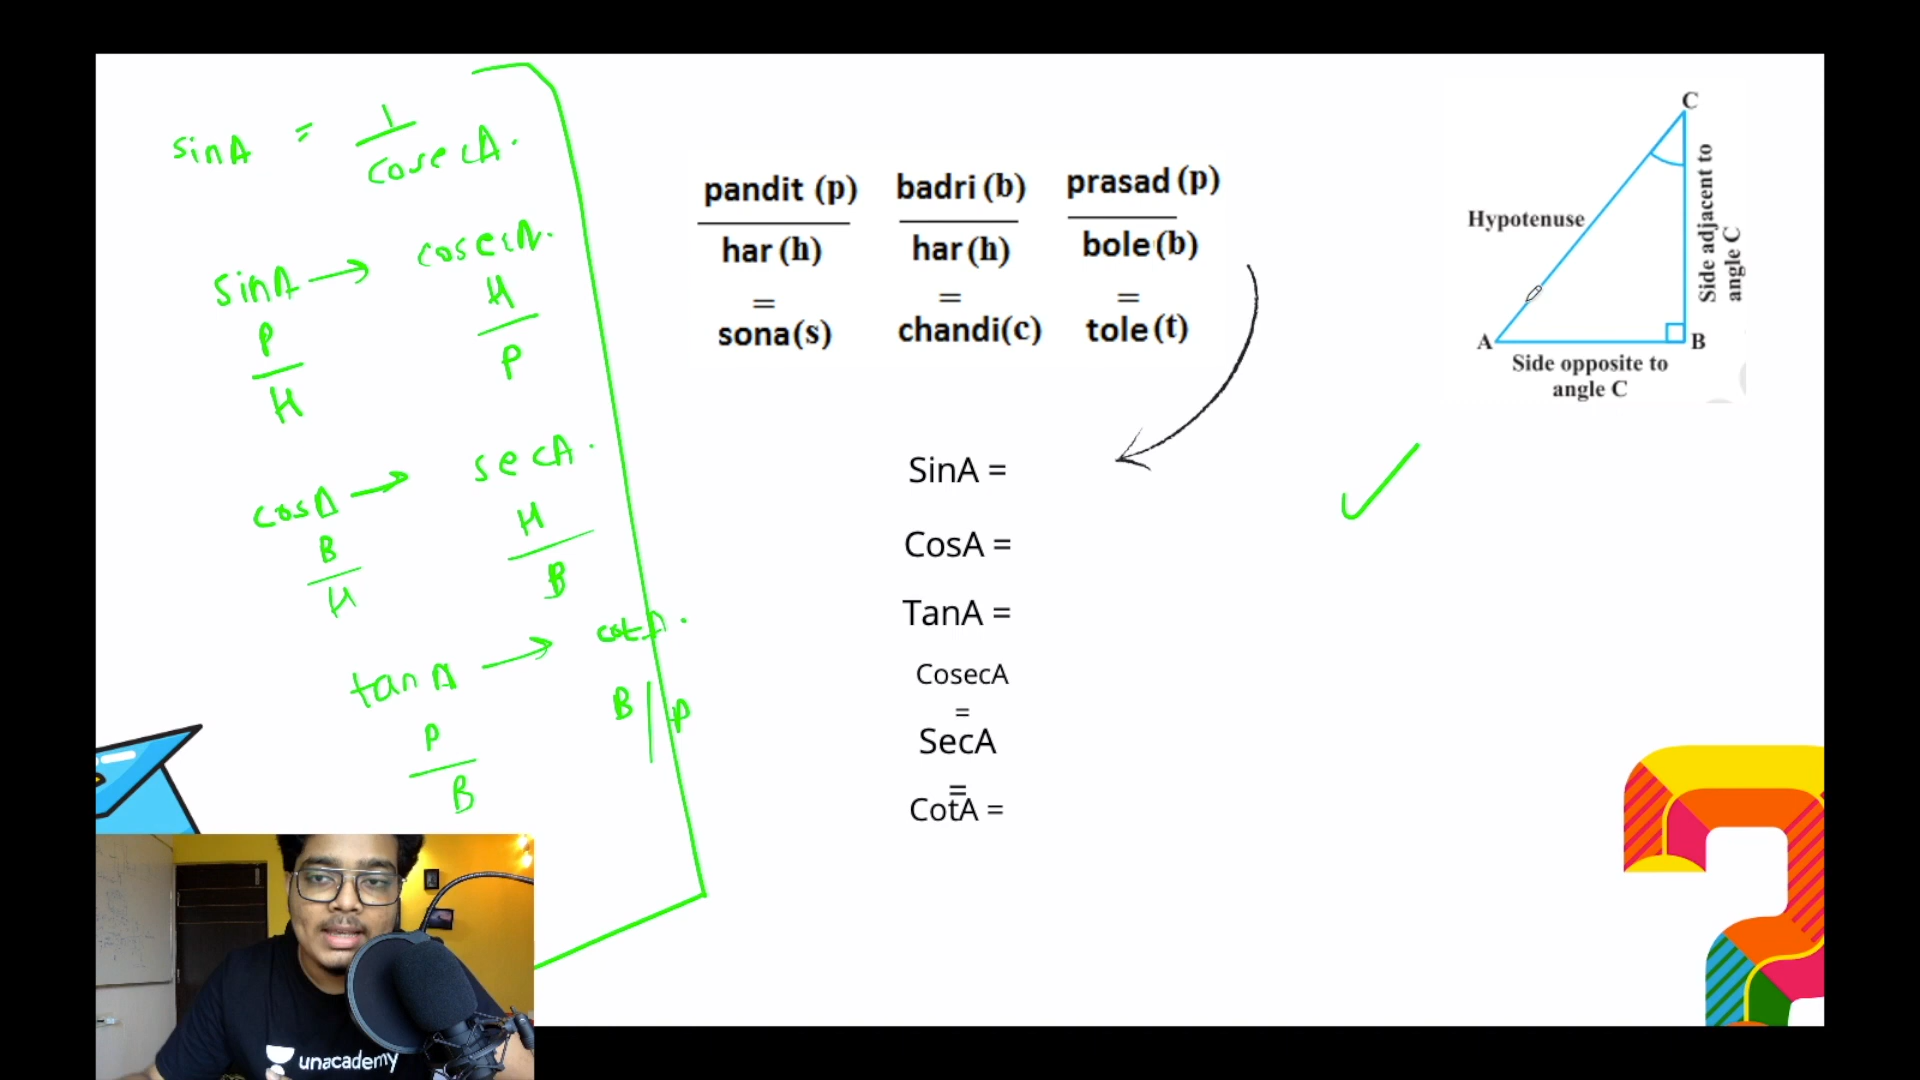 sinA = 1
cosecA.
sinA → cosecA.
P H
H P
cosA → secA.
B H
H B
tanA → cotA.
P B | P
B
pandit (p) badri (b) prasad (p)
har (h) har (h) bole (b)
= = =
sona(s) chandi(c) tole (t)
SinA =
CosA =
TanA =
CosecA
=
SecA
=
CotA =
C
Hypotenuse
Side adjacent to
angle C
A B
Side opposite to
angle C
unacademy